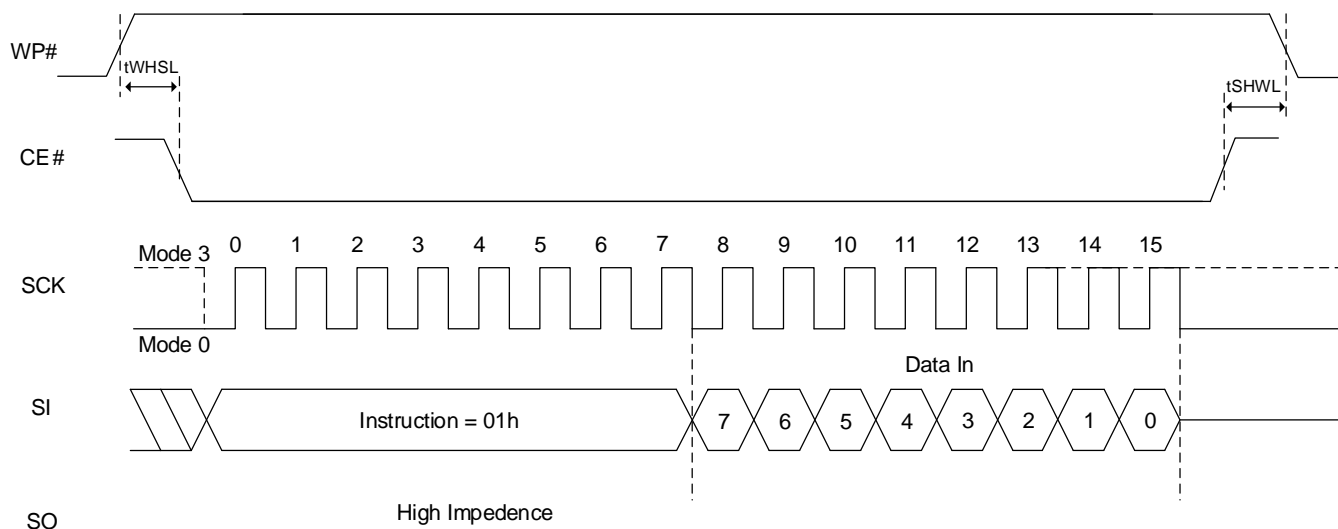 WP#
tWHSL
tSHWL
CE#
Mode 3
0 1 2 3 4 5 6 7 8 9 10 11 12 13 14 15
SCK
Mode 0
Data In
SI
Instruction = 01h
7 6 5 4 3 2 1 0
High Impedence
SO